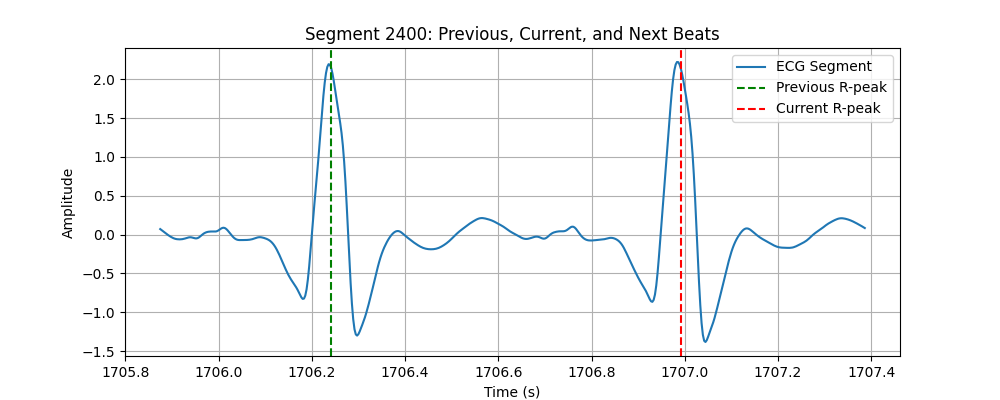 Segment 2400: Previous, Current, and Next Beats
ECG Segment
Previous R-peak
Current R-peak
Amplitude
2.0
1.5
1.0
0.5
0.0
−0.5
−1.0
−1.5
1705.8 1706.0 1706.2 1706.4 1706.6 1706.8 1707.0 1707.2 1707.4
Time (s)